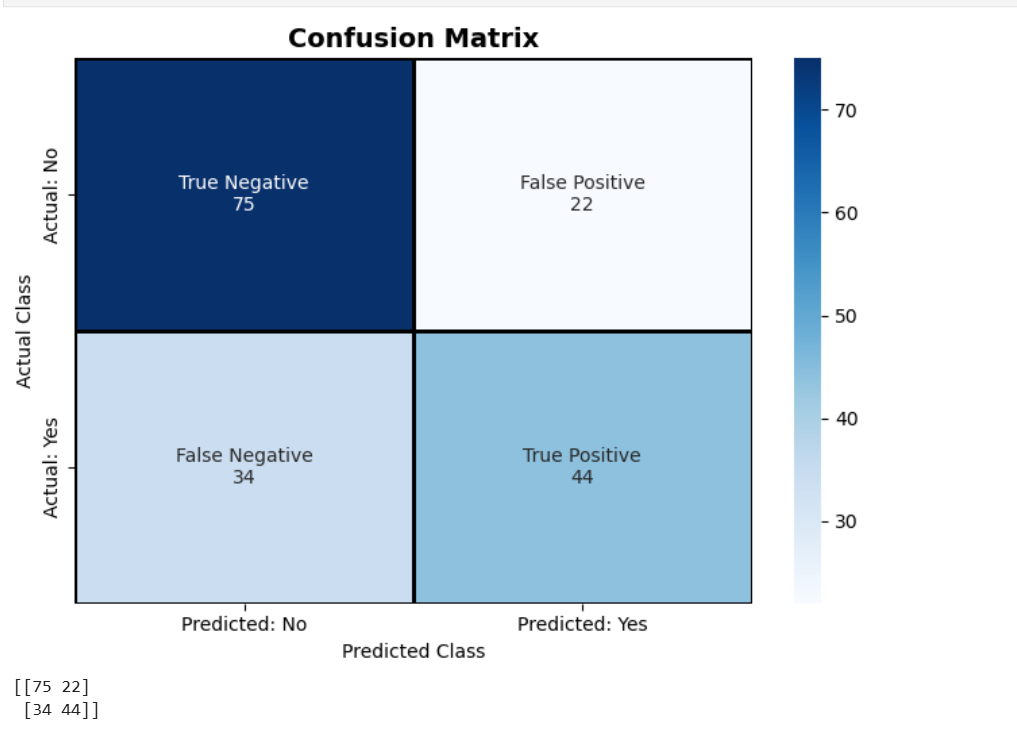 Confusion Matrix
Actual: No
Actual: Yes
Actual Class
True Negative
75
False Positive
22
False Negative
34
True Positive
44
Predicted: No
Predicted: Yes
Predicted Class
70
60
50
40
30
[[75 22]
[34 44]]